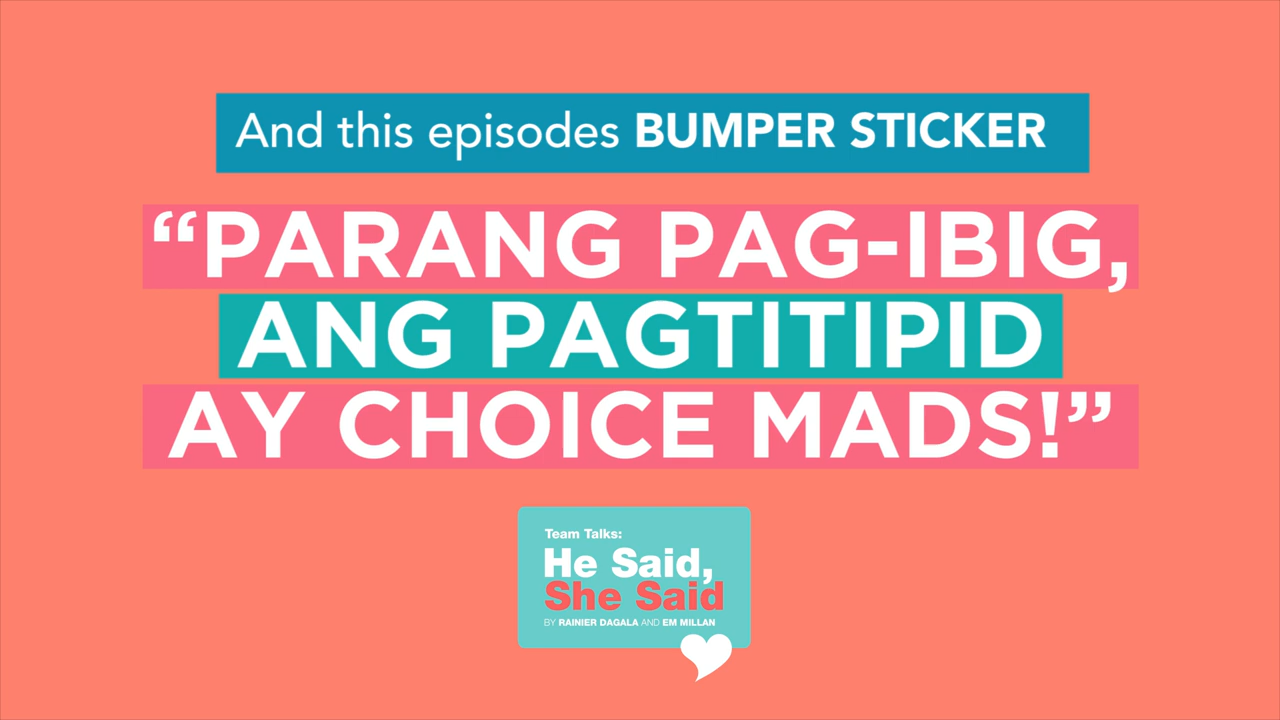 And this episodes BUMPER STICKER
“PARANG PAG-IBIG,
ANG PAGTITIPID
AY CHOICE MADS!”
Team Talks:
He Said,
She Said
BY RAINIER DAGALA AND EM MILLAN